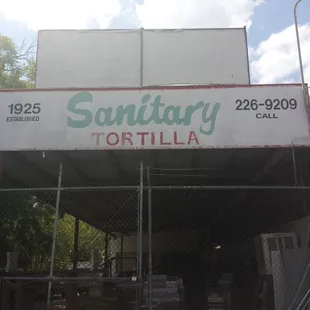 1925
ESTABLISHED
Sanitary
TORTILLA
226-9209
CALL